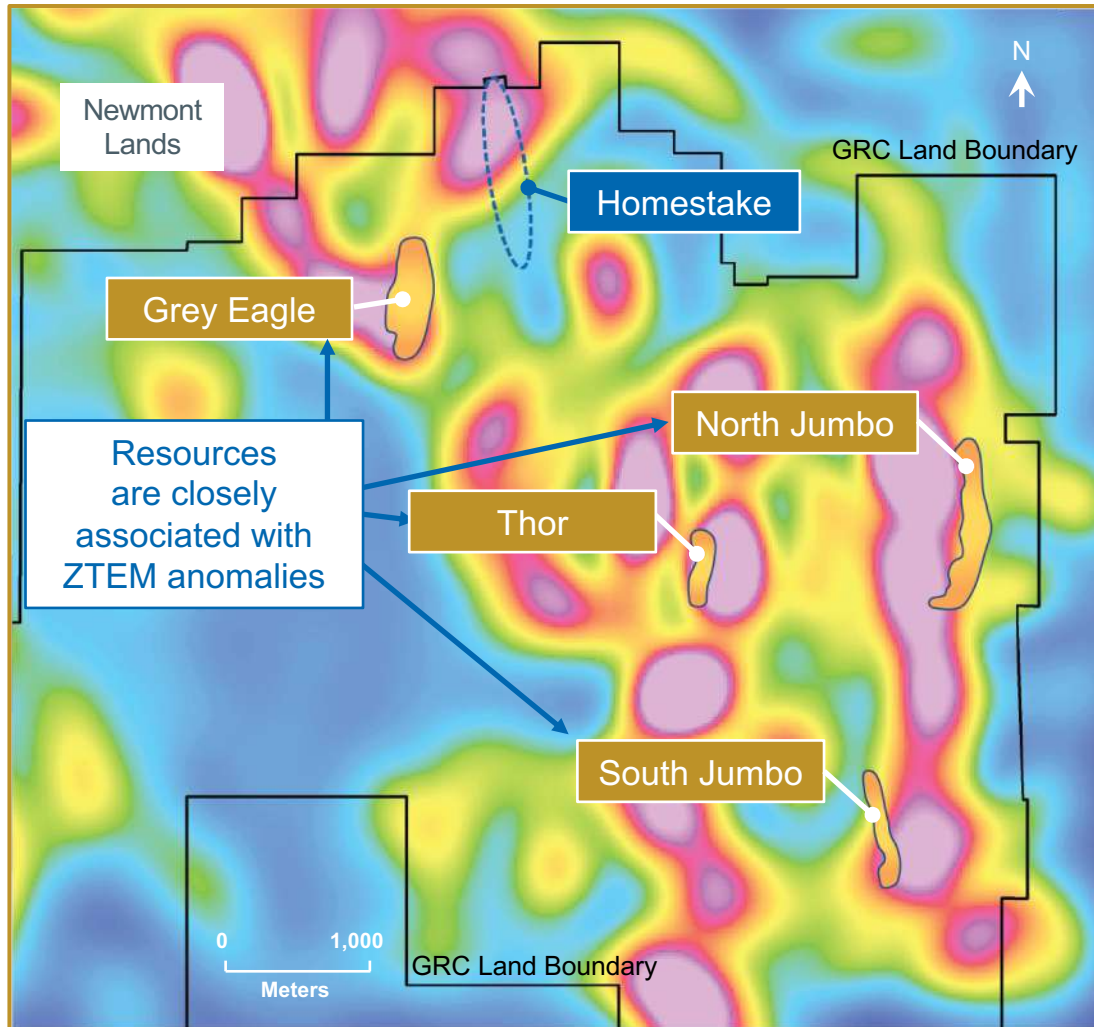 N
Newmont
Lands
GRC Land Boundary
Homestake
Grey Eagle
North Jumbo
Resources
are closely
associated with
ZTEM anomalies
Thor
South Jumbo
0 1,000
Meters
GRC Land Boundary